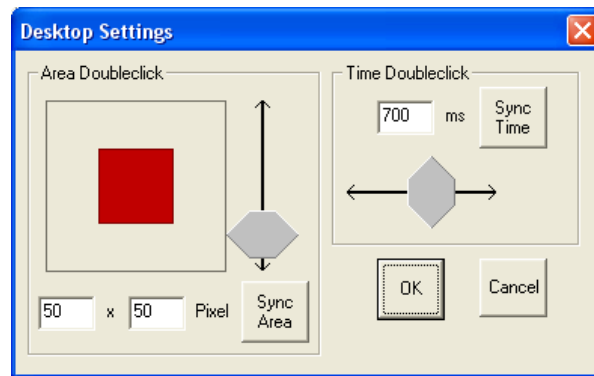 Desktop Settings
Area Doubleclick
50 x 50 Pixel
Sync
Area
Time Doubleclick
700 ms
Sync
Time
OK
Cancel